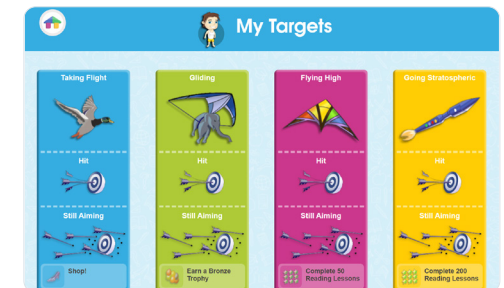 My Targets
Taking Flight
Gliding
Flying High
Going Stratospheric
Hit
Hit
Hit
Hit
Still Aiming
Still Aiming
Still Aiming
Still Aiming
Shop!
Earn a Bronze
Trophy
Complete 50
Reading Lessons
Complete 200
Reading Lessons